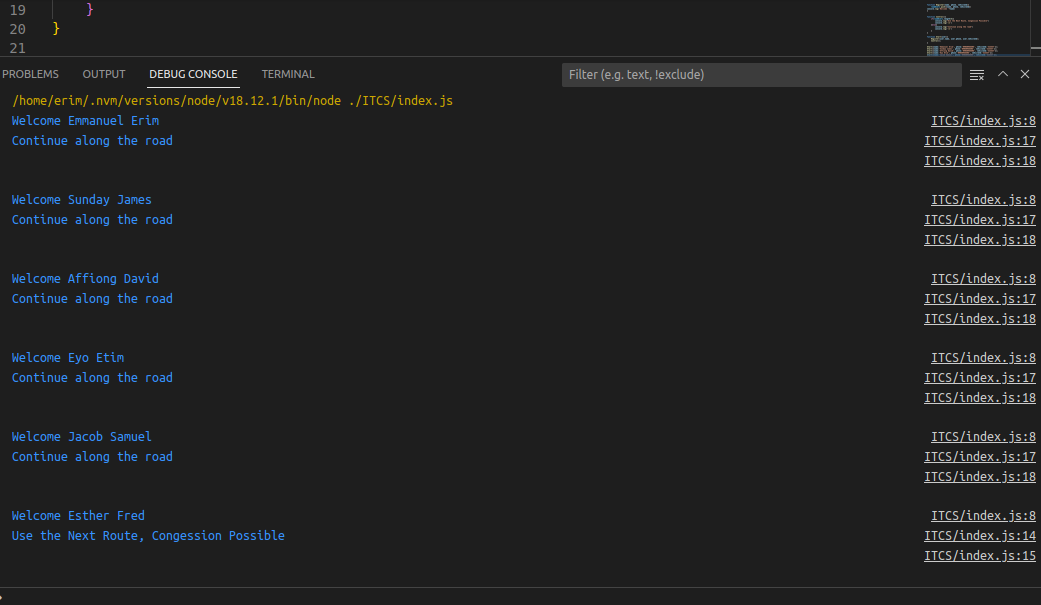 19 }
20 }
21
PROBLEMS OUTPUT DEBUG CONSOLE TERMINAL Filter (e.g. text, !exclude)
/home/erim/.nvm/versions/node/v18.12.1/bin/node ./ITCS/index.js
Welcome Emmanuel Erim ITCS/index.js:8
Continue along the road ITCS/index.js:17
ITCS/index.js:18
Welcome Sunday James ITCS/index.js:8
Continue along the road ITCS/index.js:17
ITCS/index.js:18
Welcome Affiong David ITCS/index.js:8
Continue along the road ITCS/index.js:17
ITCS/index.js:18
Welcome Eyo Etim ITCS/index.js:8
Continue along the road ITCS/index.js:17
ITCS/index.js:18
Welcome Jacob Samuel ITCS/index.js:8
Continue along the road ITCS/index.js:17
ITCS/index.js:18
Welcome Esther Fred ITCS/index.js:8
Use the Next Route, Congession Possible ITCS/index.js:14
ITCS/index.js:15